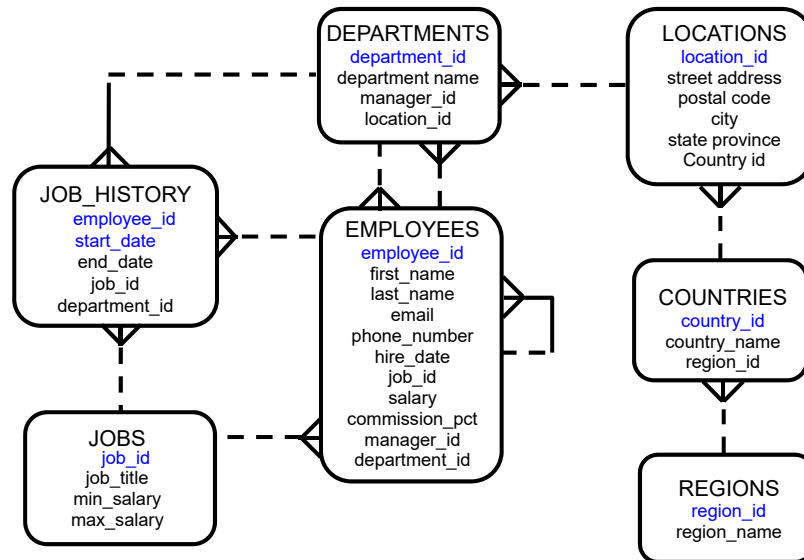 DEPARTMENTS
department_id
department name
manager_id
location_id
LOCATIONS
location_id
street address
postal code
city
state province
Country id
JOB_HISTORY
employee_id
start_date
end_date
job_id
department_id
EMPLOYEES
employee_id
first_name
last_name
email
phone_number
hire_date
job_id
salary
commission_pct
manager_id
department_id
COUNTRIES
country_id
country_name
region_id
JOBS
job_id
job_title
min_salary
max_salary
REGIONS
region_id
region_name